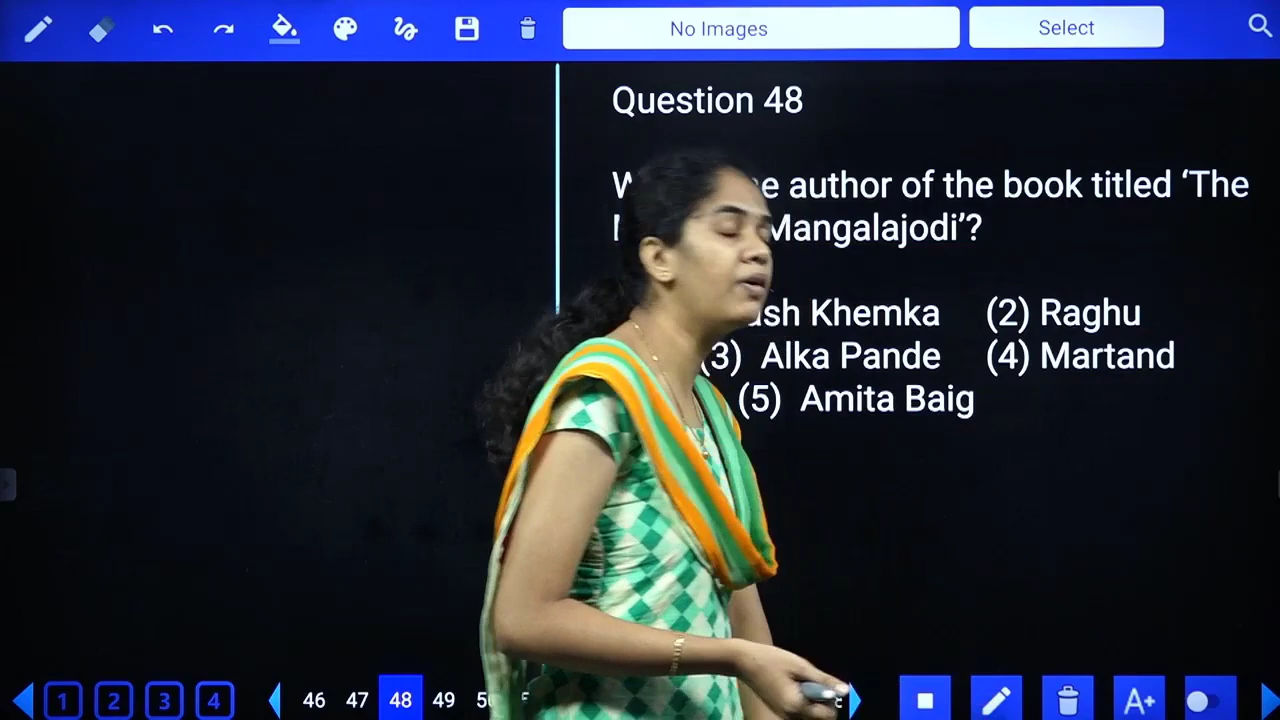 No Images
Select
Question 48
author of the book titled ‘The
Mangalajodi’?
Khemka (2) Raghu
(3) Alka Pande (4) Martand
(5) Amita Baig
1 2 3 4 46 47 48 49 A+